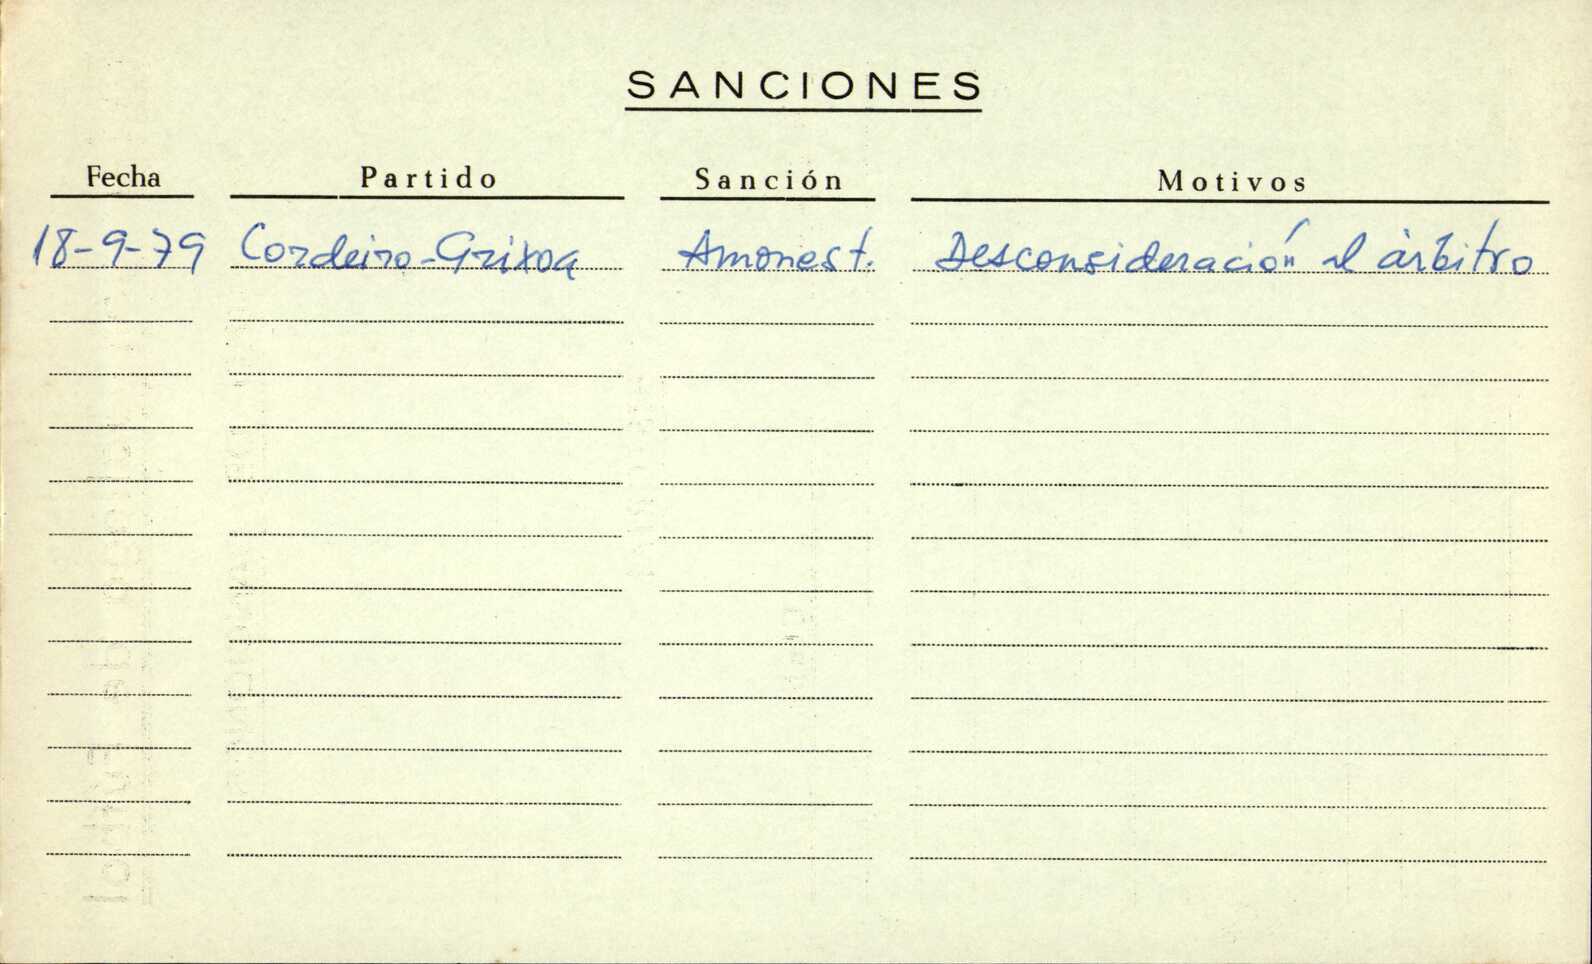 SANCIONES
Fecha Partido Sanción Motivos
18-9-79 Cordeiro-Grixoa Amonest. Desconsideración al árbitro